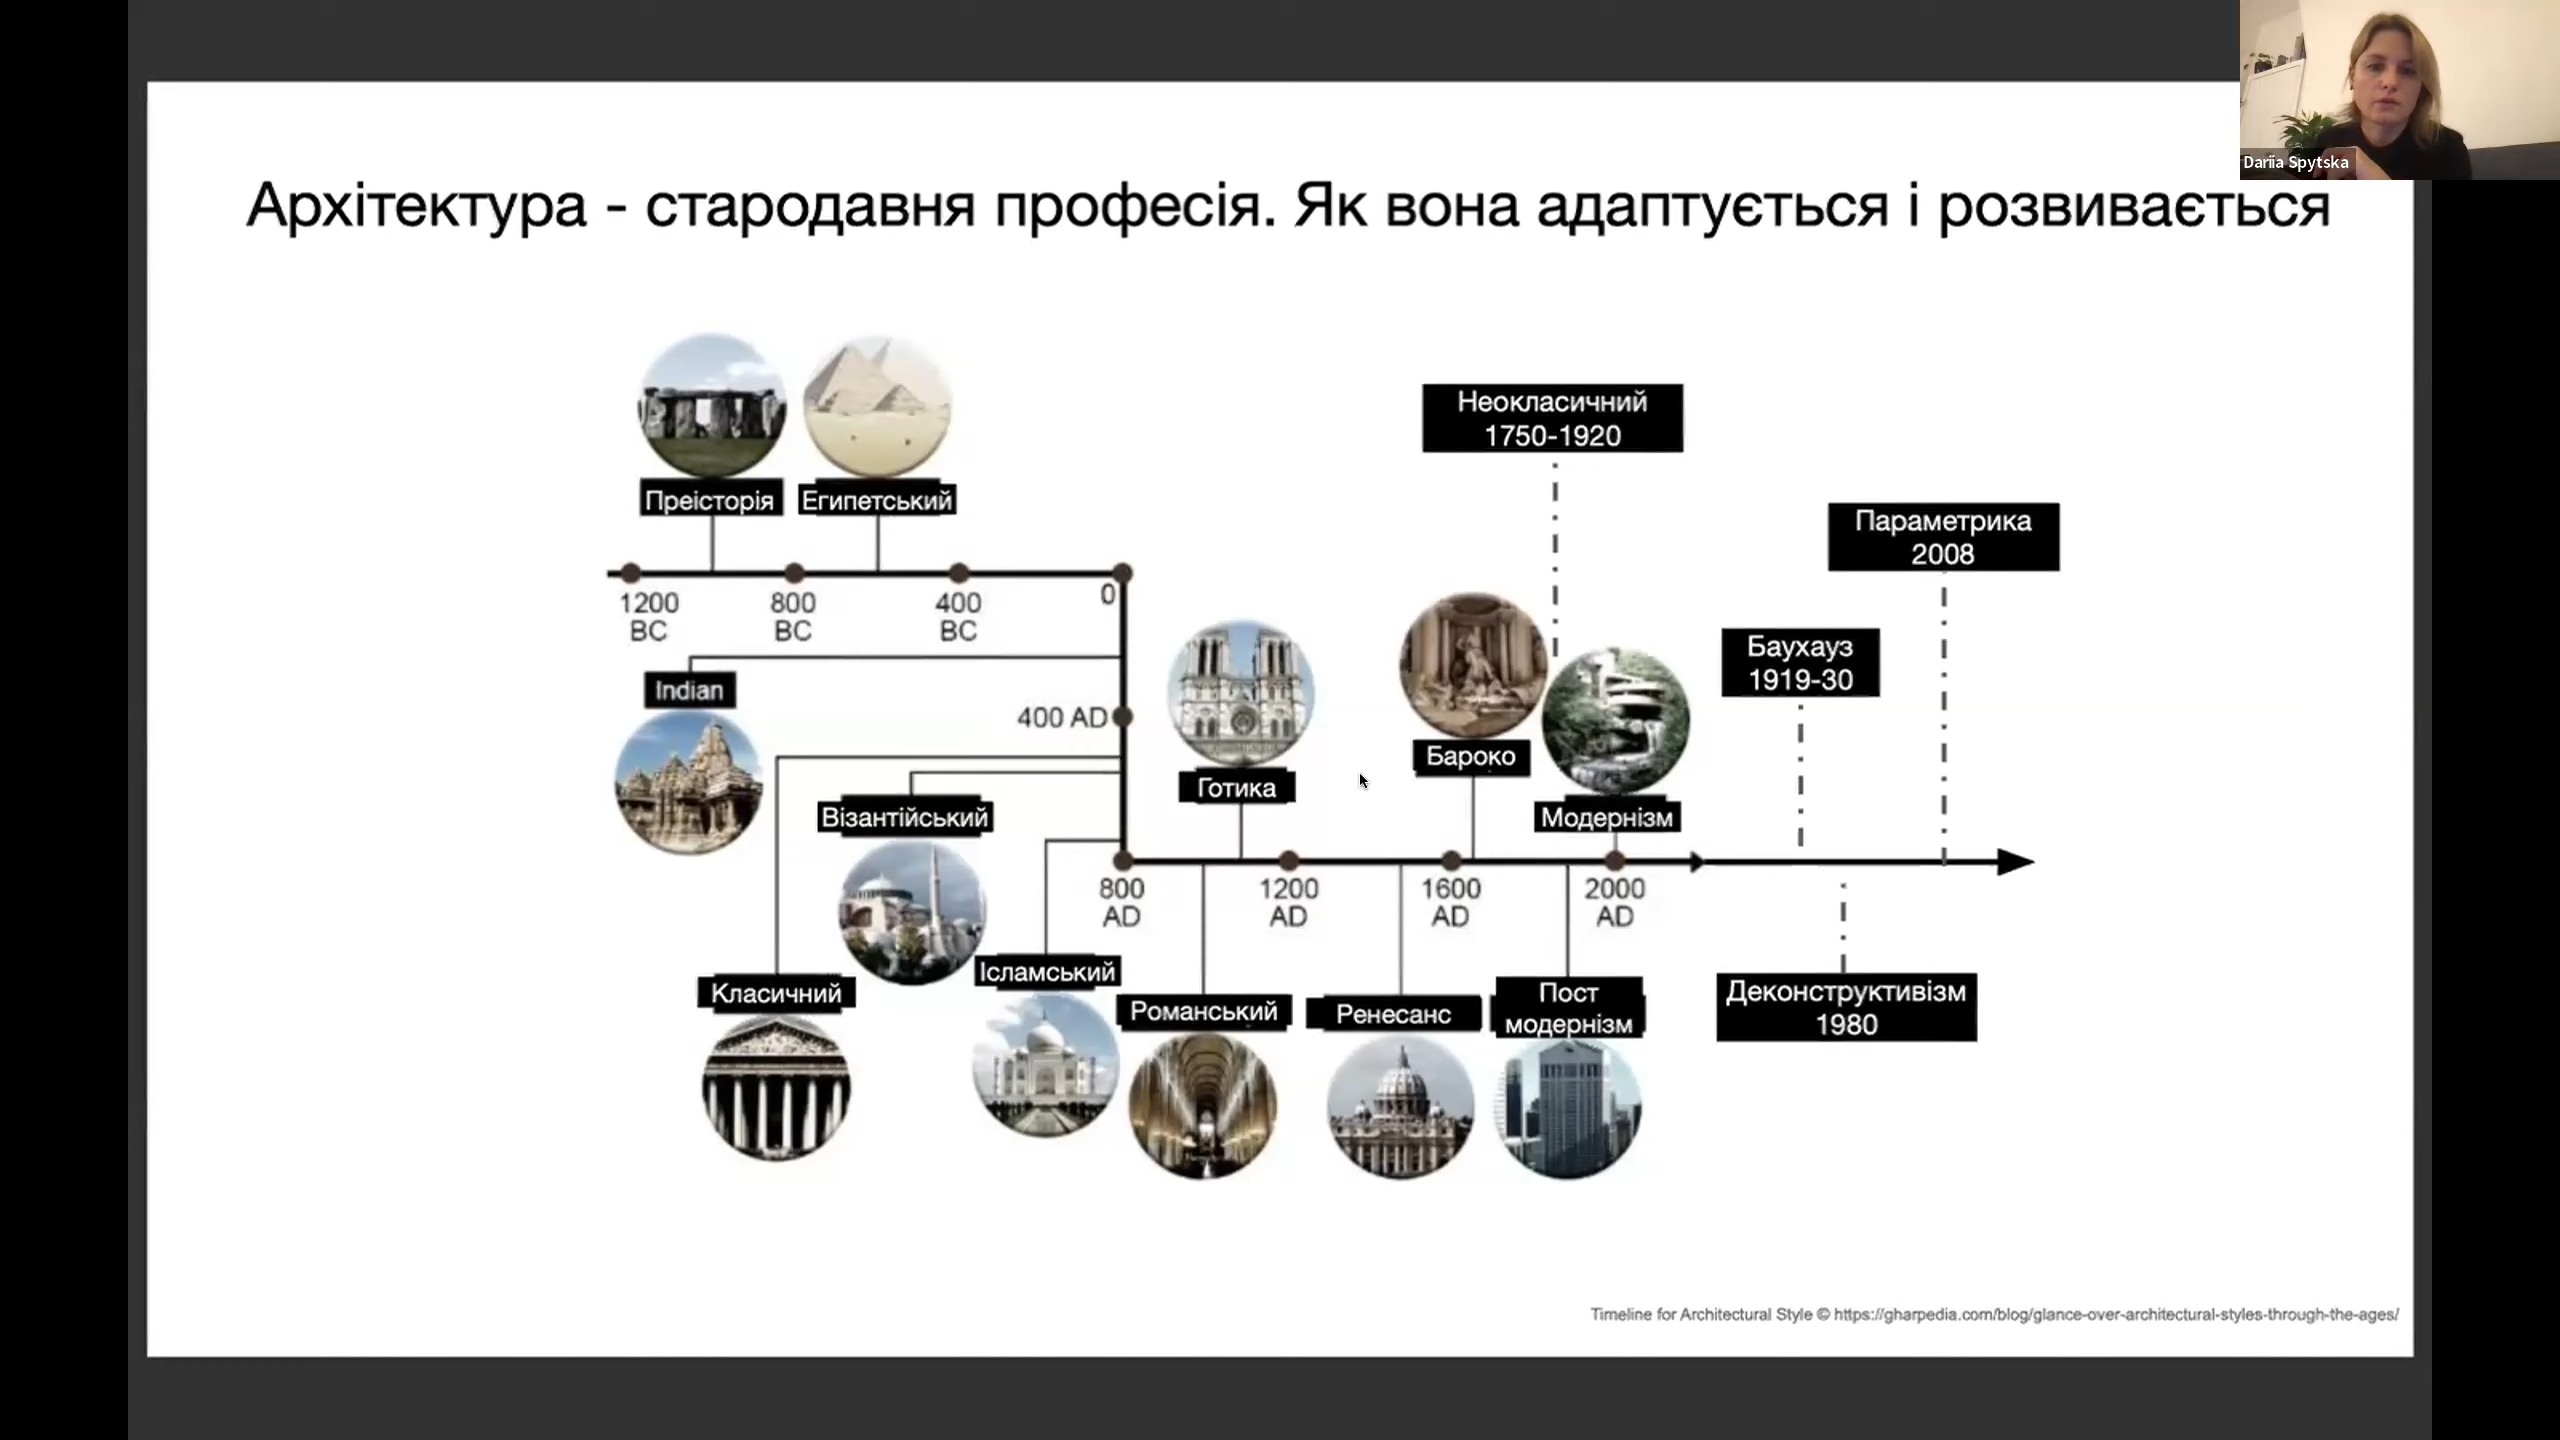 Dariia Spytska
Архітектура - стародавня професія. Як вона адаптується і розвивається
Преісторія
Египетський
1200
BC
800
BC
400
BC
0
Indian
400 AD
Класичний
Візантійський
Ісламський
Неокласичний
1750-1920
Параметрика
2008
Баухауз
1919-30
Готика
Бароко
Модернізм
800
AD
1200
AD
1600
AD
2000
AD
Романський
Ренесанс
Пост
модернізм
Деконструктивізм
1980
Timeline for Architectural Style © https://gharpedia.com/blog/glance-over-architectural-styles-through-the-ages/